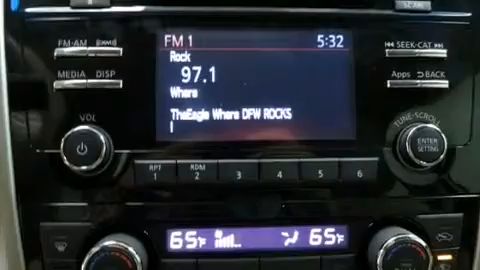 SCAN
FM·AM
FM 1 5:32
SEEK·CAT
Rock
97.1
MEDIA DISP
Apps BACK
Where
TheEagle Where DFW ROCKS
VOL
TUNE·SCROLL
ENTER
SETTING
RPT
1
RDM
2
3
4
5
6
65°F 65°F